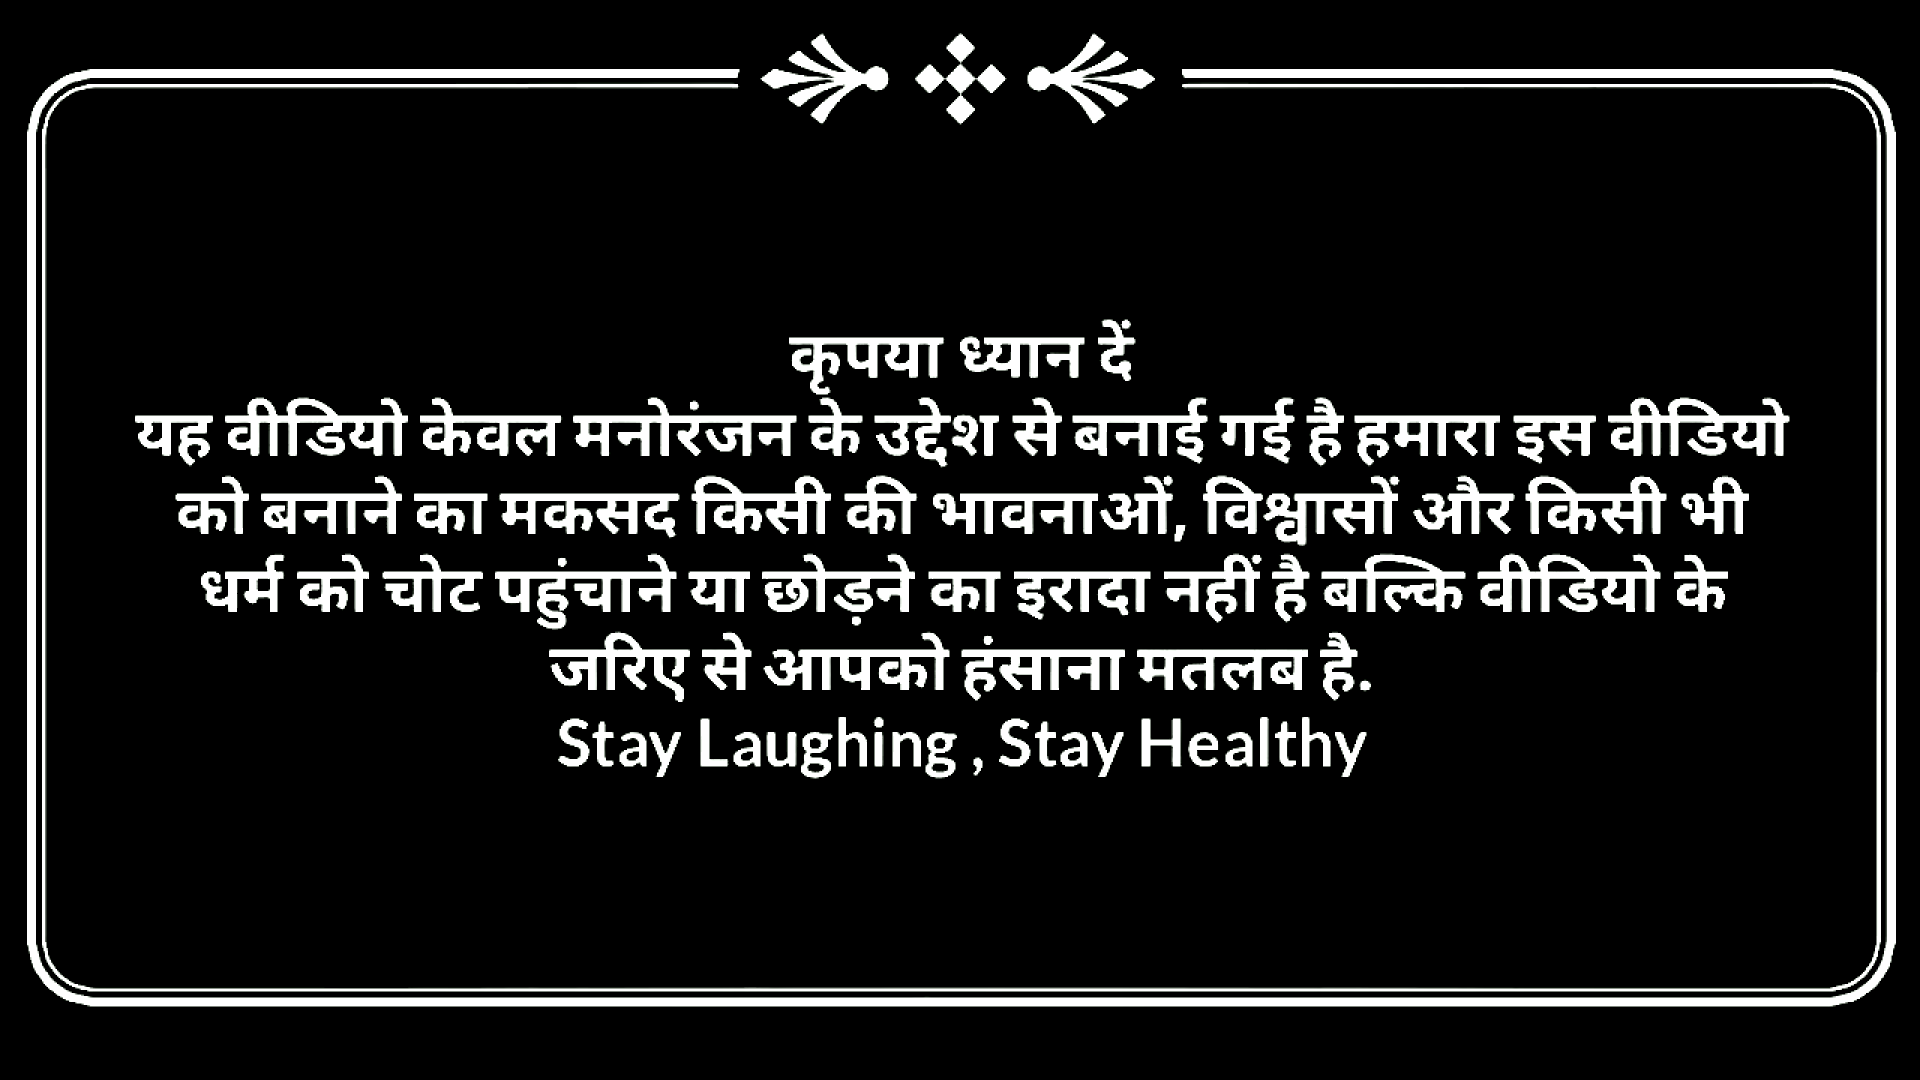 कृपया ध्यान दें
यह वीडियो केवल मनोरंजन के उद्देश से बनाई गई है हमारा इस वीडियो
को बनाने का मकसद किसी की भावनाओं, विश्वासों और किसी भी
धर्म को चोट पहुंचाने या छोड़ने का इरादा नहीं है बल्कि वीडियो के
जरिए से आपको हंसाना मतलब है.
Stay Laughing , Stay Healthy